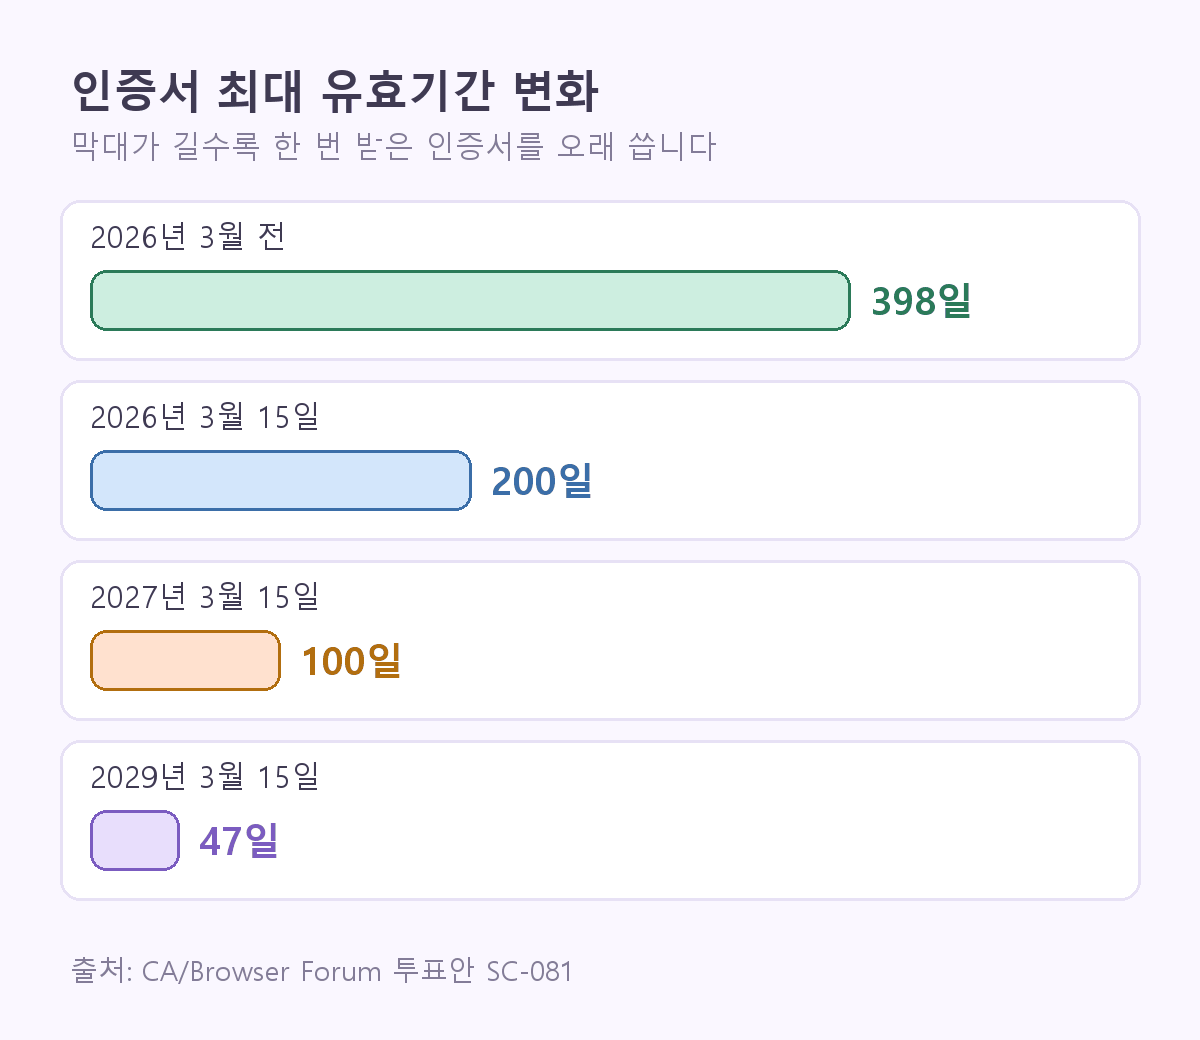 인증서 최대 유효기간 변화
막대가 길수록 한 번 받은 인증서를 오래 씁니다
2026년 3월 전
398일
2026년 3월 15일
200일
2027년 3월 15일
100일
2029년 3월 15일
47일
출처: CA/Browser Forum 투표안 SC-081